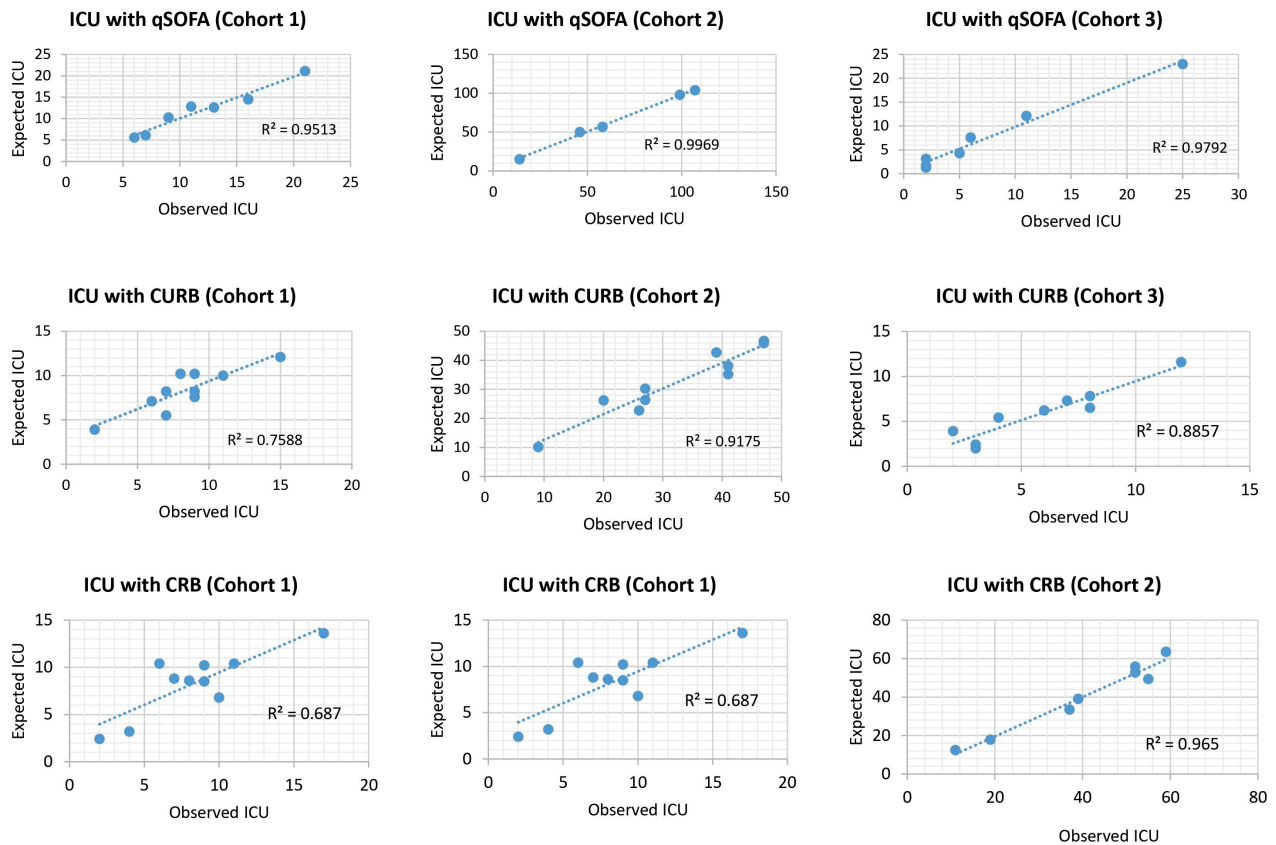 ICU with qSOFA (Cohort 1)
25
20
15
10
5
0
Expected ICU
R² = 0.9513
0 5 10 15 20 25
Observed ICU
ICU with qSOFA (Cohort 2)
150
100
50
0
Expected ICU
R² = 0.9969
0 50 100 150
Observed ICU
ICU with qSOFA (Cohort 3)
25
20
15
10
5
0
Expected ICU
R² = 0.9792
0 5 10 15 20 25 30
Observed ICU
ICU with CURB (Cohort 1)
15
10
5
0
Expected ICU
R² = 0.7588
0 5 10 15 20
Observed ICU
ICU with CURB (Cohort 2)
50
40
30
20
10
0
Expected ICU
R² = 0.9175
0 10 20 30 40 50
Observed ICU
ICU with CURB (Cohort 3)
15
10
5
0
Expected ICU
R² = 0.8857
0 5 10 15
Observed ICU
ICU with CRB (Cohort 1)
15
10
5
0
Expected ICU
R² = 0.687
0 5 10 15 20
Observed ICU
ICU with CRB (Cohort 1)
15
10
5
0
Expected ICU
R² = 0.687
0 5 10 15 20
Observed ICU
ICU with CRB (Cohort 2)
80
60
40
20
0
Expected ICU
R² = 0.965
0 20 40 60 80
Observed ICU